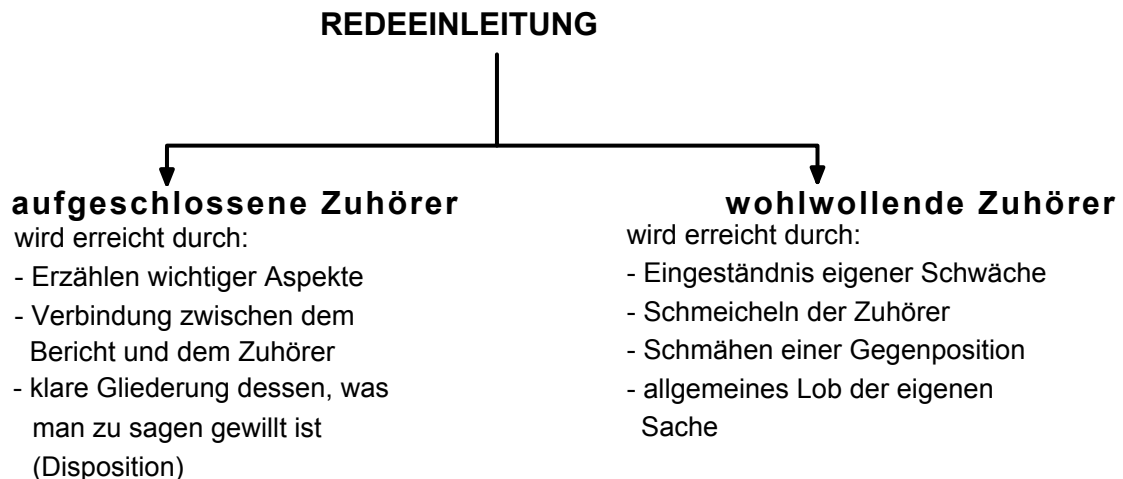 REDEEINLEITUNG
aufgeschlossene Zuhörer
wird erreicht durch:
- Erzählen wichtiger Aspekte
- Verbindung zwischen dem
Bericht und dem Zuhörer
- klare Gliederung dessen, was
man zu sagen gewillt ist
(Disposition)
wohlwollende Zuhörer
wird erreicht durch:
- Eingeständnis eigener Schwäche
- Schmeicheln der Zuhörer
- Schmähen einer Gegenposition
- allgemeines Lob der eigenen
Sache